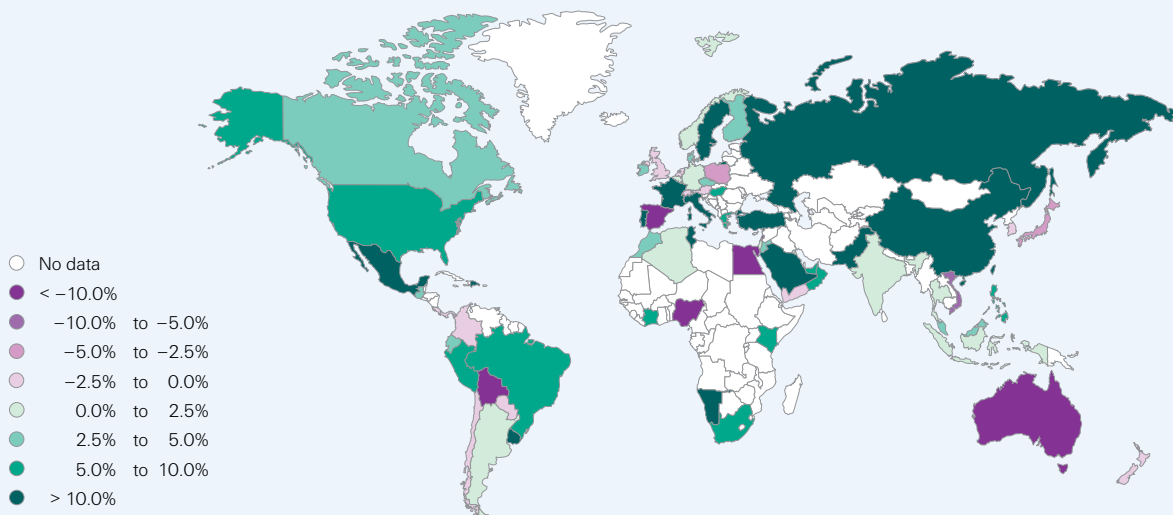 No data
< −10.0%
−10.0% to −5.0%
−5.0% to −2.5%
−2.5% to 0.0%
0.0% to 2.5%
2.5% to 5.0%
5.0% to 10.0%
> 10.0%